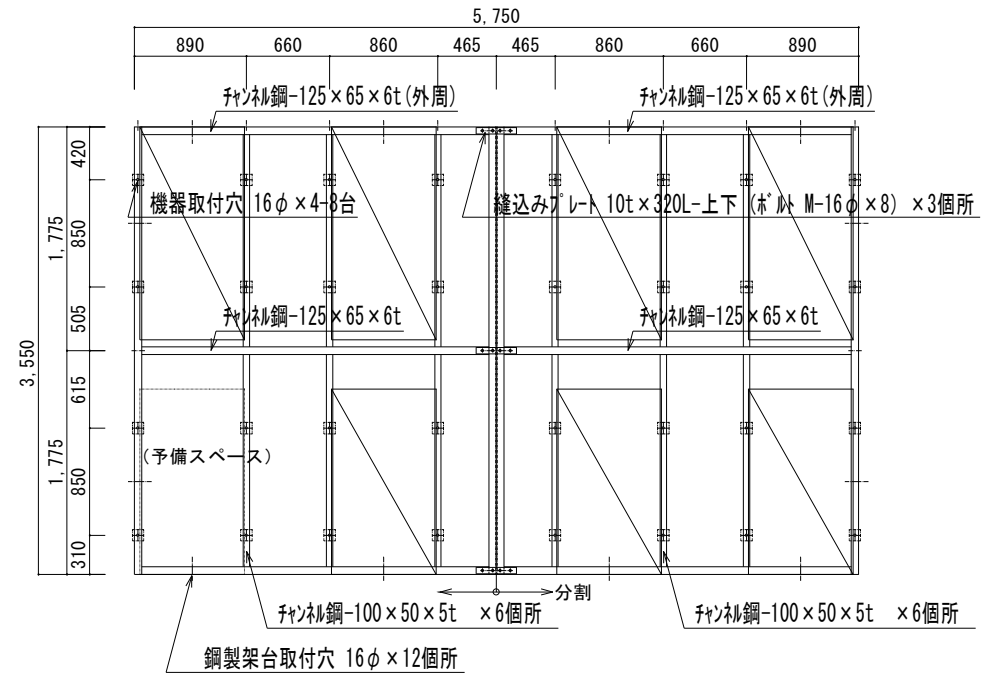 5,750
890 660 860 465 465 860 660 890
ﾁｬﾝﾈﾙ鋼-125×65×6t(外周) ﾁｬﾝﾈﾙ鋼-125×65×6t(外周)
420
機器取付穴 16φ×4-8台 縫込みﾌﾟﾚｰﾄ 10t×320L-上下 (ﾎﾞﾙﾄ M-16φ×8) ×3個所
1,775
850
505
ﾁｬﾝﾈﾙ鋼-125×65×6t ﾁｬﾝﾈﾙ鋼-125×65×6t
3,550
615
(予備スペース)
1,775
850
310
分割
ﾁｬﾝﾈﾙ鋼-100×50×5t ×6個所 ﾁｬﾝﾈﾙ鋼-100×50×5t ×6個所
鋼製架台取付穴 16φ×12個所